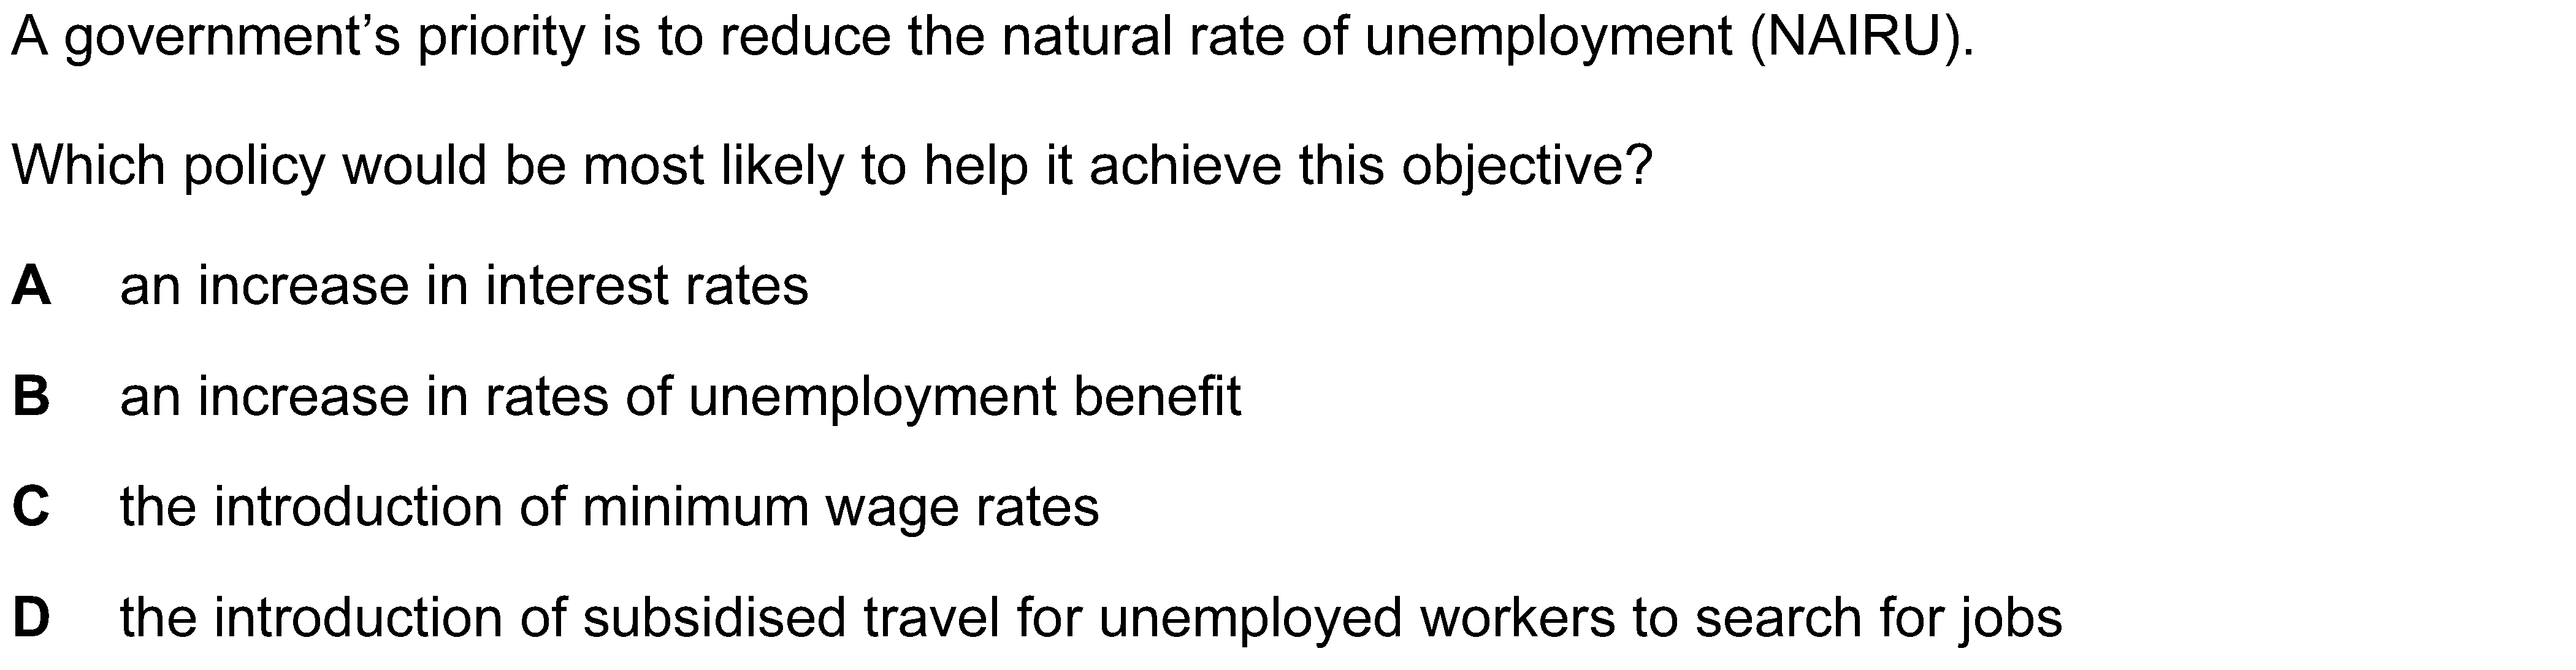 A government’s priority is to reduce the natural rate of unemployment (NAIRU).
Which policy would be most likely to help it achieve this objective?
A an increase in interest rates
B an increase in rates of unemployment benefit
C the introduction of minimum wage rates
D the introduction of subsidised travel for unemployed workers to search for jobs